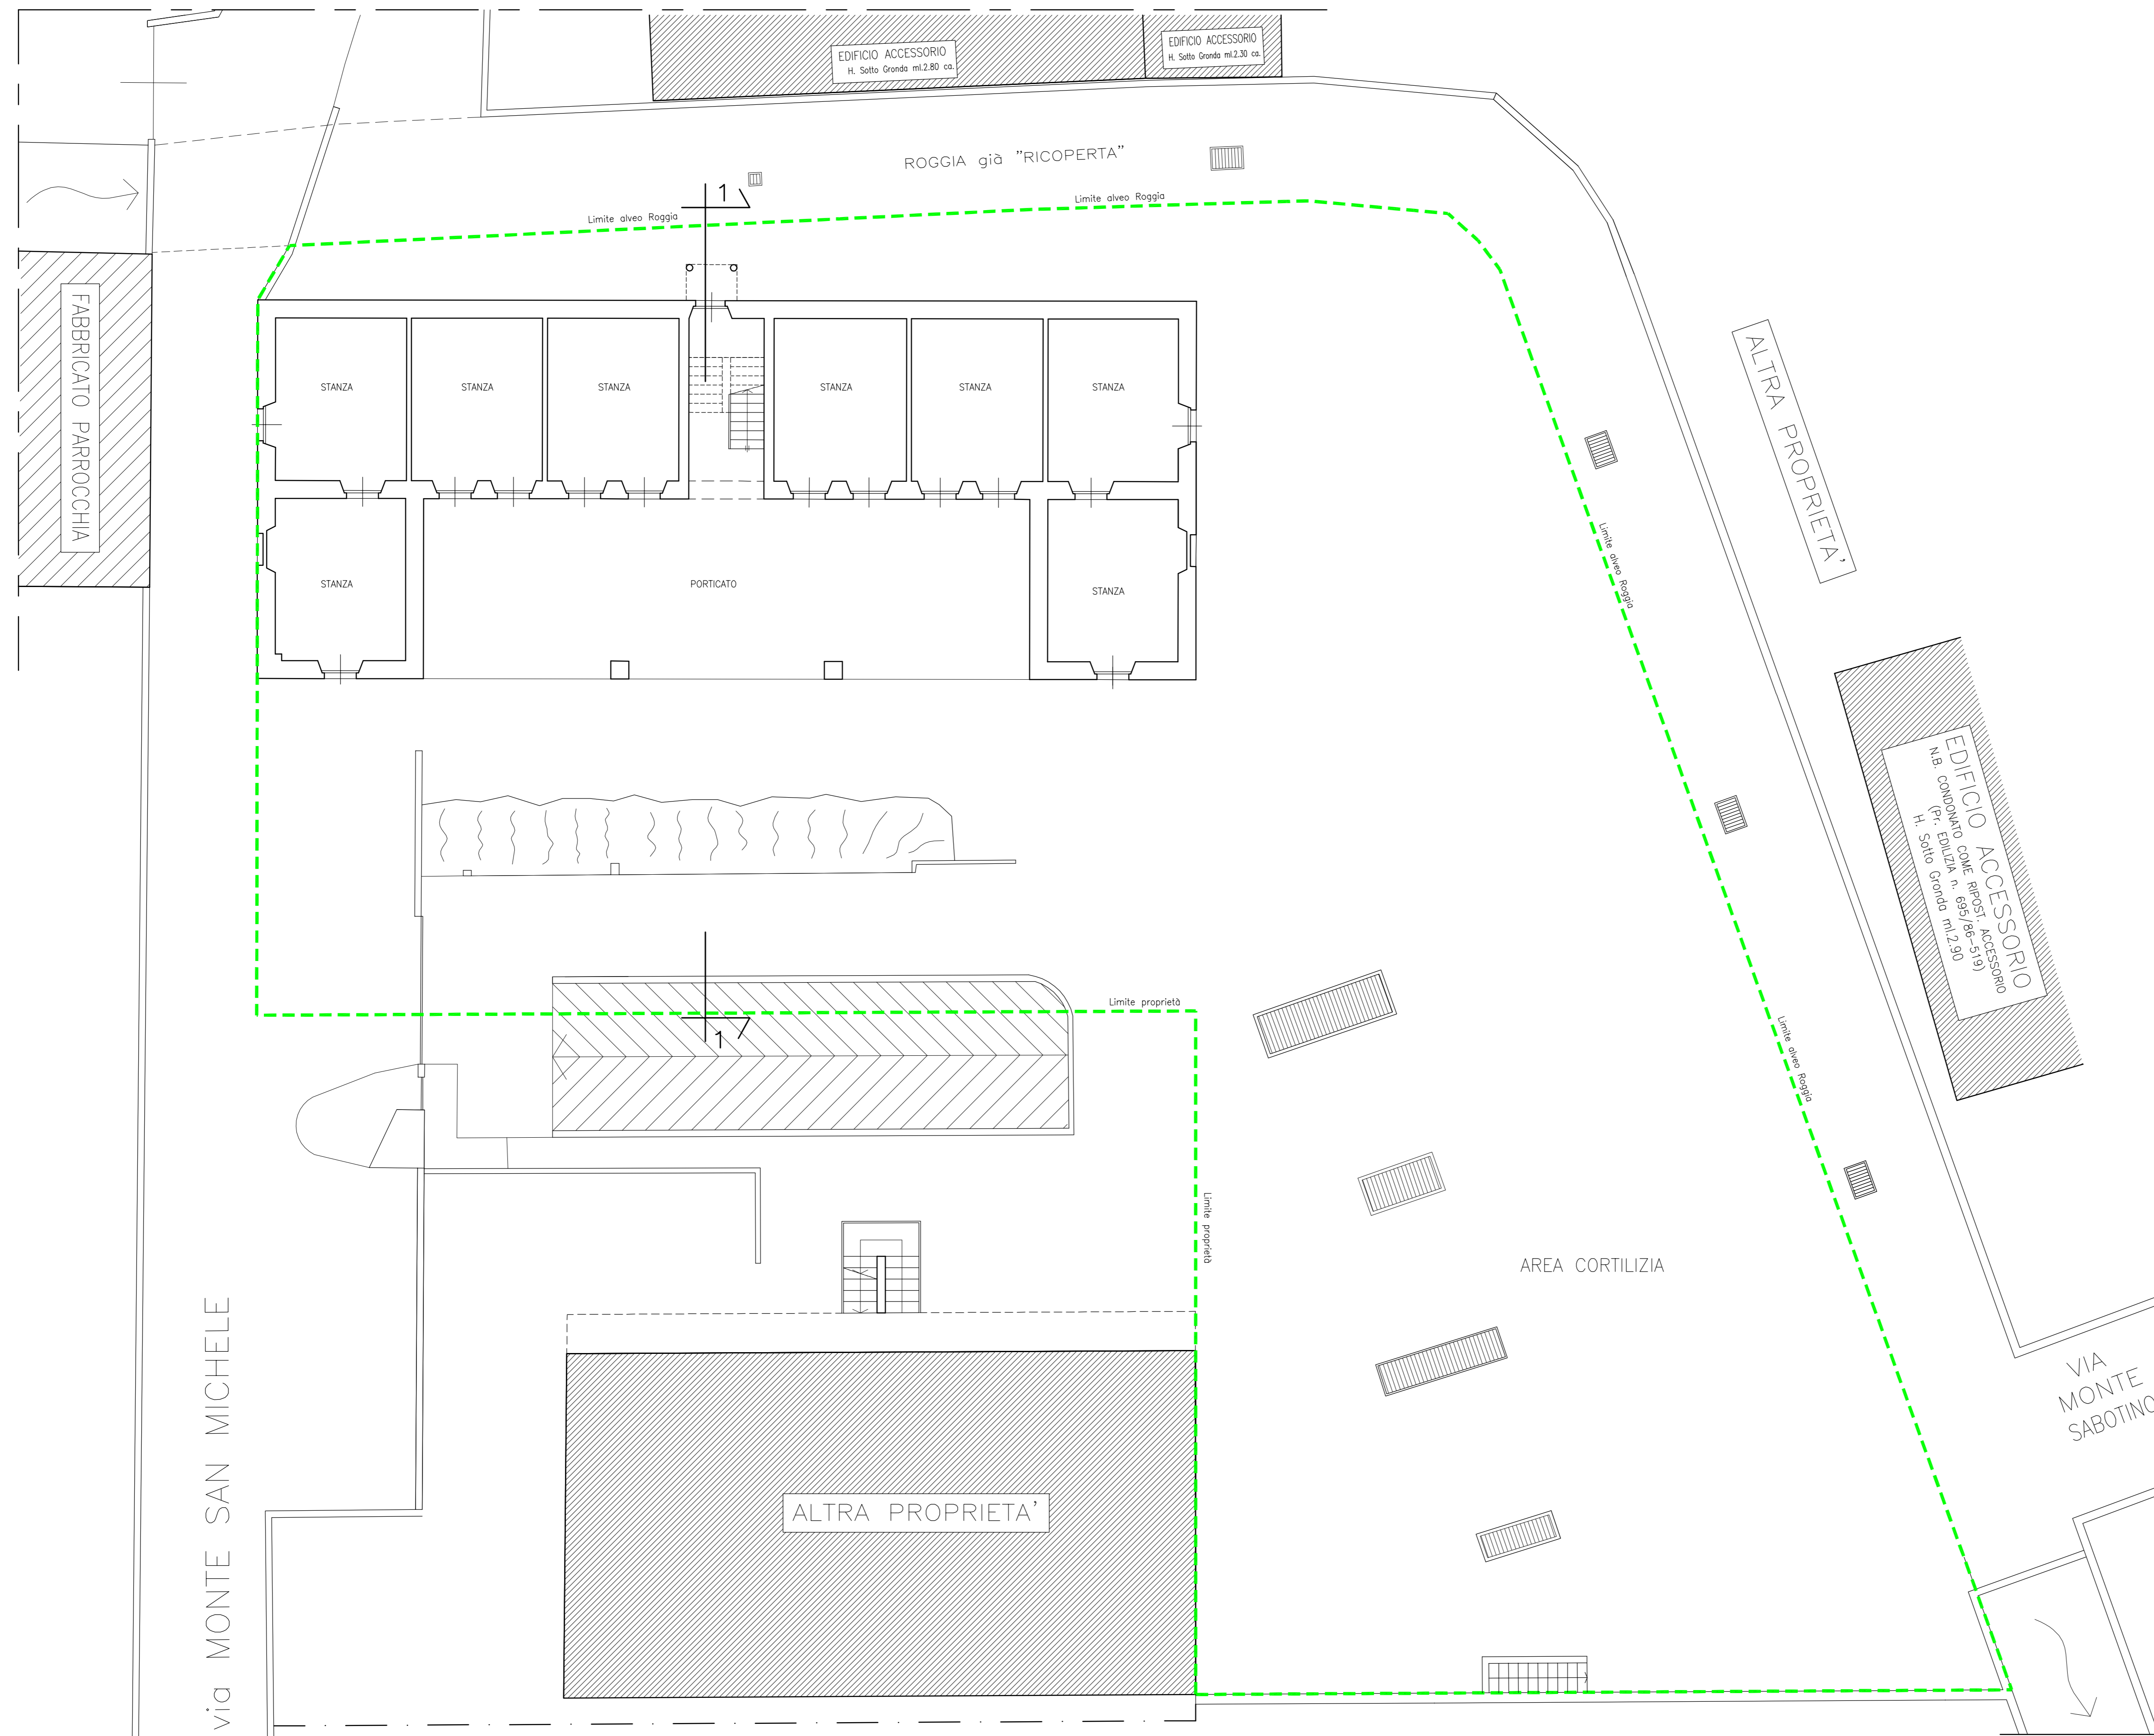 EDIFICIO ACCESSORIO
H. Sotto Gronda ml.2.80 ca.
EDIFICIO ACCESSORIO
H. Sotto Gronda ml.2.30 ca.
ROGGIA già "RICOPERTA"
1
Limite alveo Roggia
Limite alveo Roggia
FABBRICATO PARROCCHIA
STANZA
STANZA
STANZA
STANZA
STANZA
STANZA
ALTRA PROPRIETA'
Limite alveo Roggia
STANZA
PORTICATO
STANZA
EDIFICIO ACCESSORIO
N.B. CONDONATO COME RIPOST. ACCESSORIO
(Pr. EDILIZIA n. 695/86-519)
H. Sotto Gronda ml.2.90
Limite proprietà
1
Limite alveo Roggia
Limite proprietà
AREA CORTILIZIA
via MONTE SAN MICHELE
VIA
MONTE
SABOTINO
ALTRA PROPRIETA'